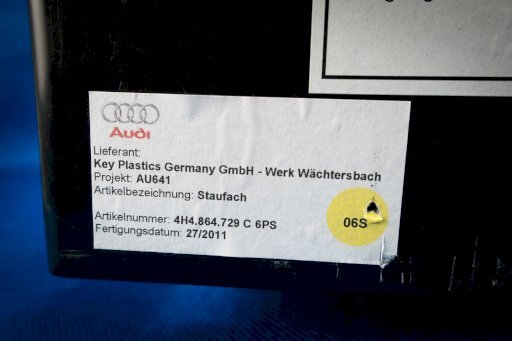 Audi
Lieferant:
Key Plastics Germany GmbH - Werk Wächtersbach
Projekt: AU641
Artikelbezeichnung: Staufach
Artikelnummer: 4H4.864.729 C 6PS
Fertigungsdatum: 27/2011
06S